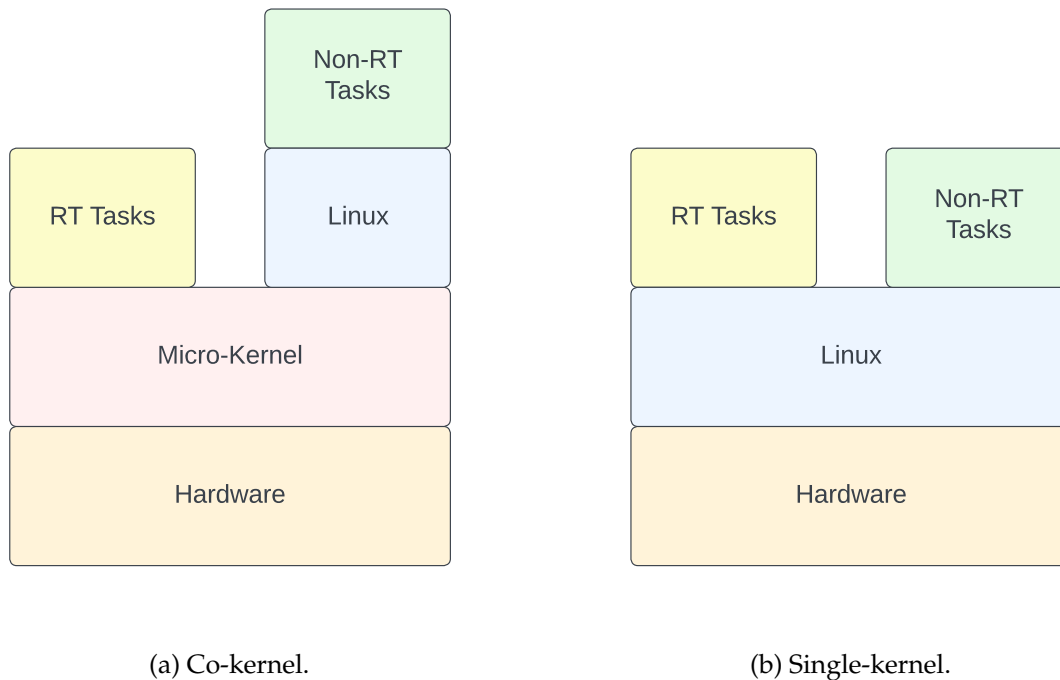 Non-RT
Tasks
RT Tasks
Linux
Micro-Kernel
Hardware
(a) Co-kernel.
RT Tasks
Non-RT
Tasks
Linux
Hardware
(b) Single-kernel.